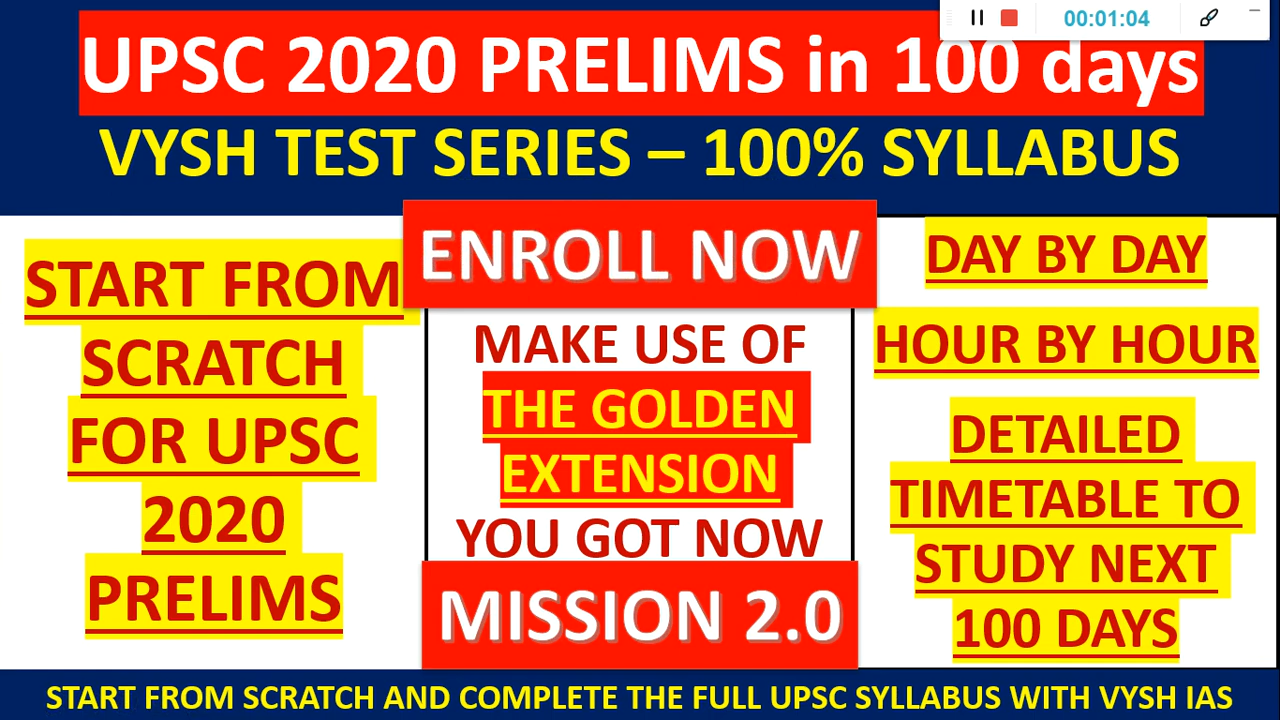 00:01:04
UPSC 2020 PRELIMS in 100 days
VYSH TEST SERIES – 100% SYLLABUS
START FROM
SCRATCH
FOR UPSC
2020
PRELIMS
ENROLL NOW
MAKE USE OF
THE GOLDEN
EXTENSION
YOU GOT NOW
MISSION 2.0
DAY BY DAY
HOUR BY HOUR
DETAILED
TIMETABLE TO
STUDY NEXT
100 DAYS
START FROM SCRATCH AND COMPLETE THE FULL UPSC SYLLABUS WITH VYSH IAS